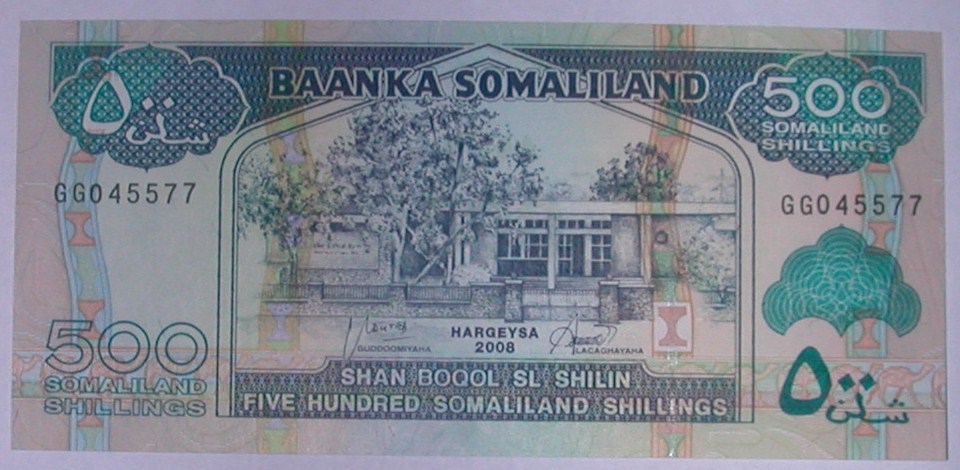 BAANKA SOMALILAND
٥٠٠
شلن
500
SOMALILAND
SHILLINGS
GG045577
GG045577
HARGEYSA
2008
GUDDOOMIYAHA
LACAGHAYAHA
500
SOMALILAND
SHILLINGS
SHAN BOQOL SL SHILIN
FIVE HUNDRED SOMALILAND SHILLINGS
٥٠٠
شلن